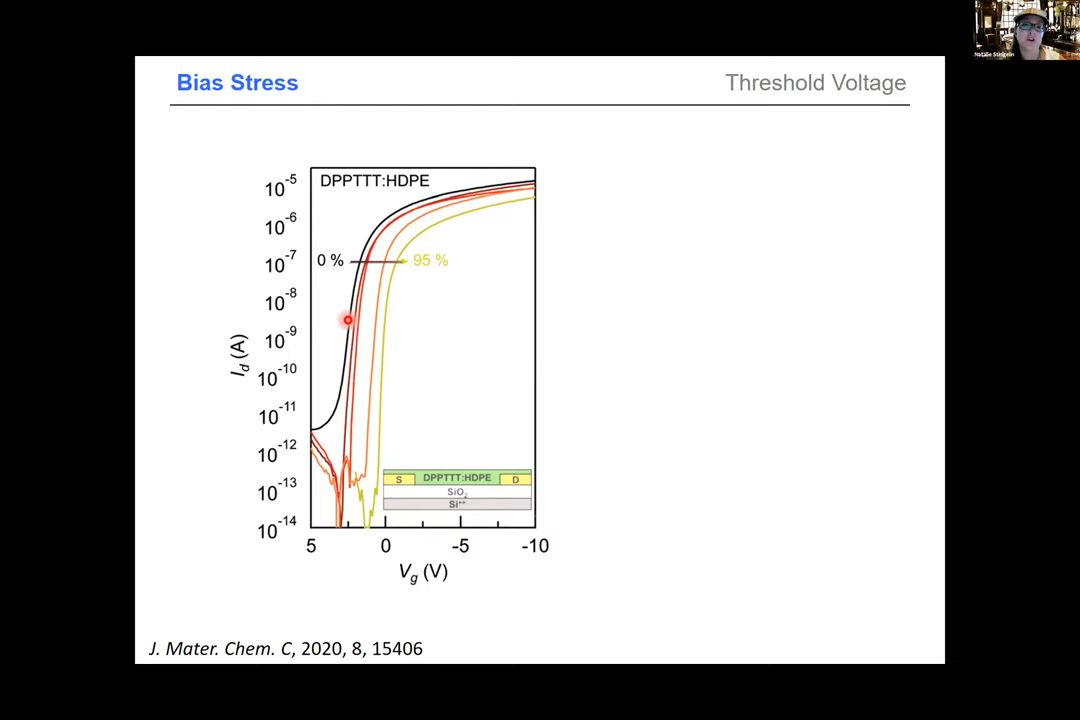 Natalie Stingelin
Bias Stress
Threshold Voltage
DPPTTT:HDPE
10-5
10-6
10-7
10-8
10-9
10-10
10-11
10-12
10-13
10-14
0 %
95 %
Id (A)
S
DPPTTT:HDPE
D
SiO2
Si++
5
0
-5
-10
Vg (V)
J. Mater. Chem. C, 2020, 8, 15406